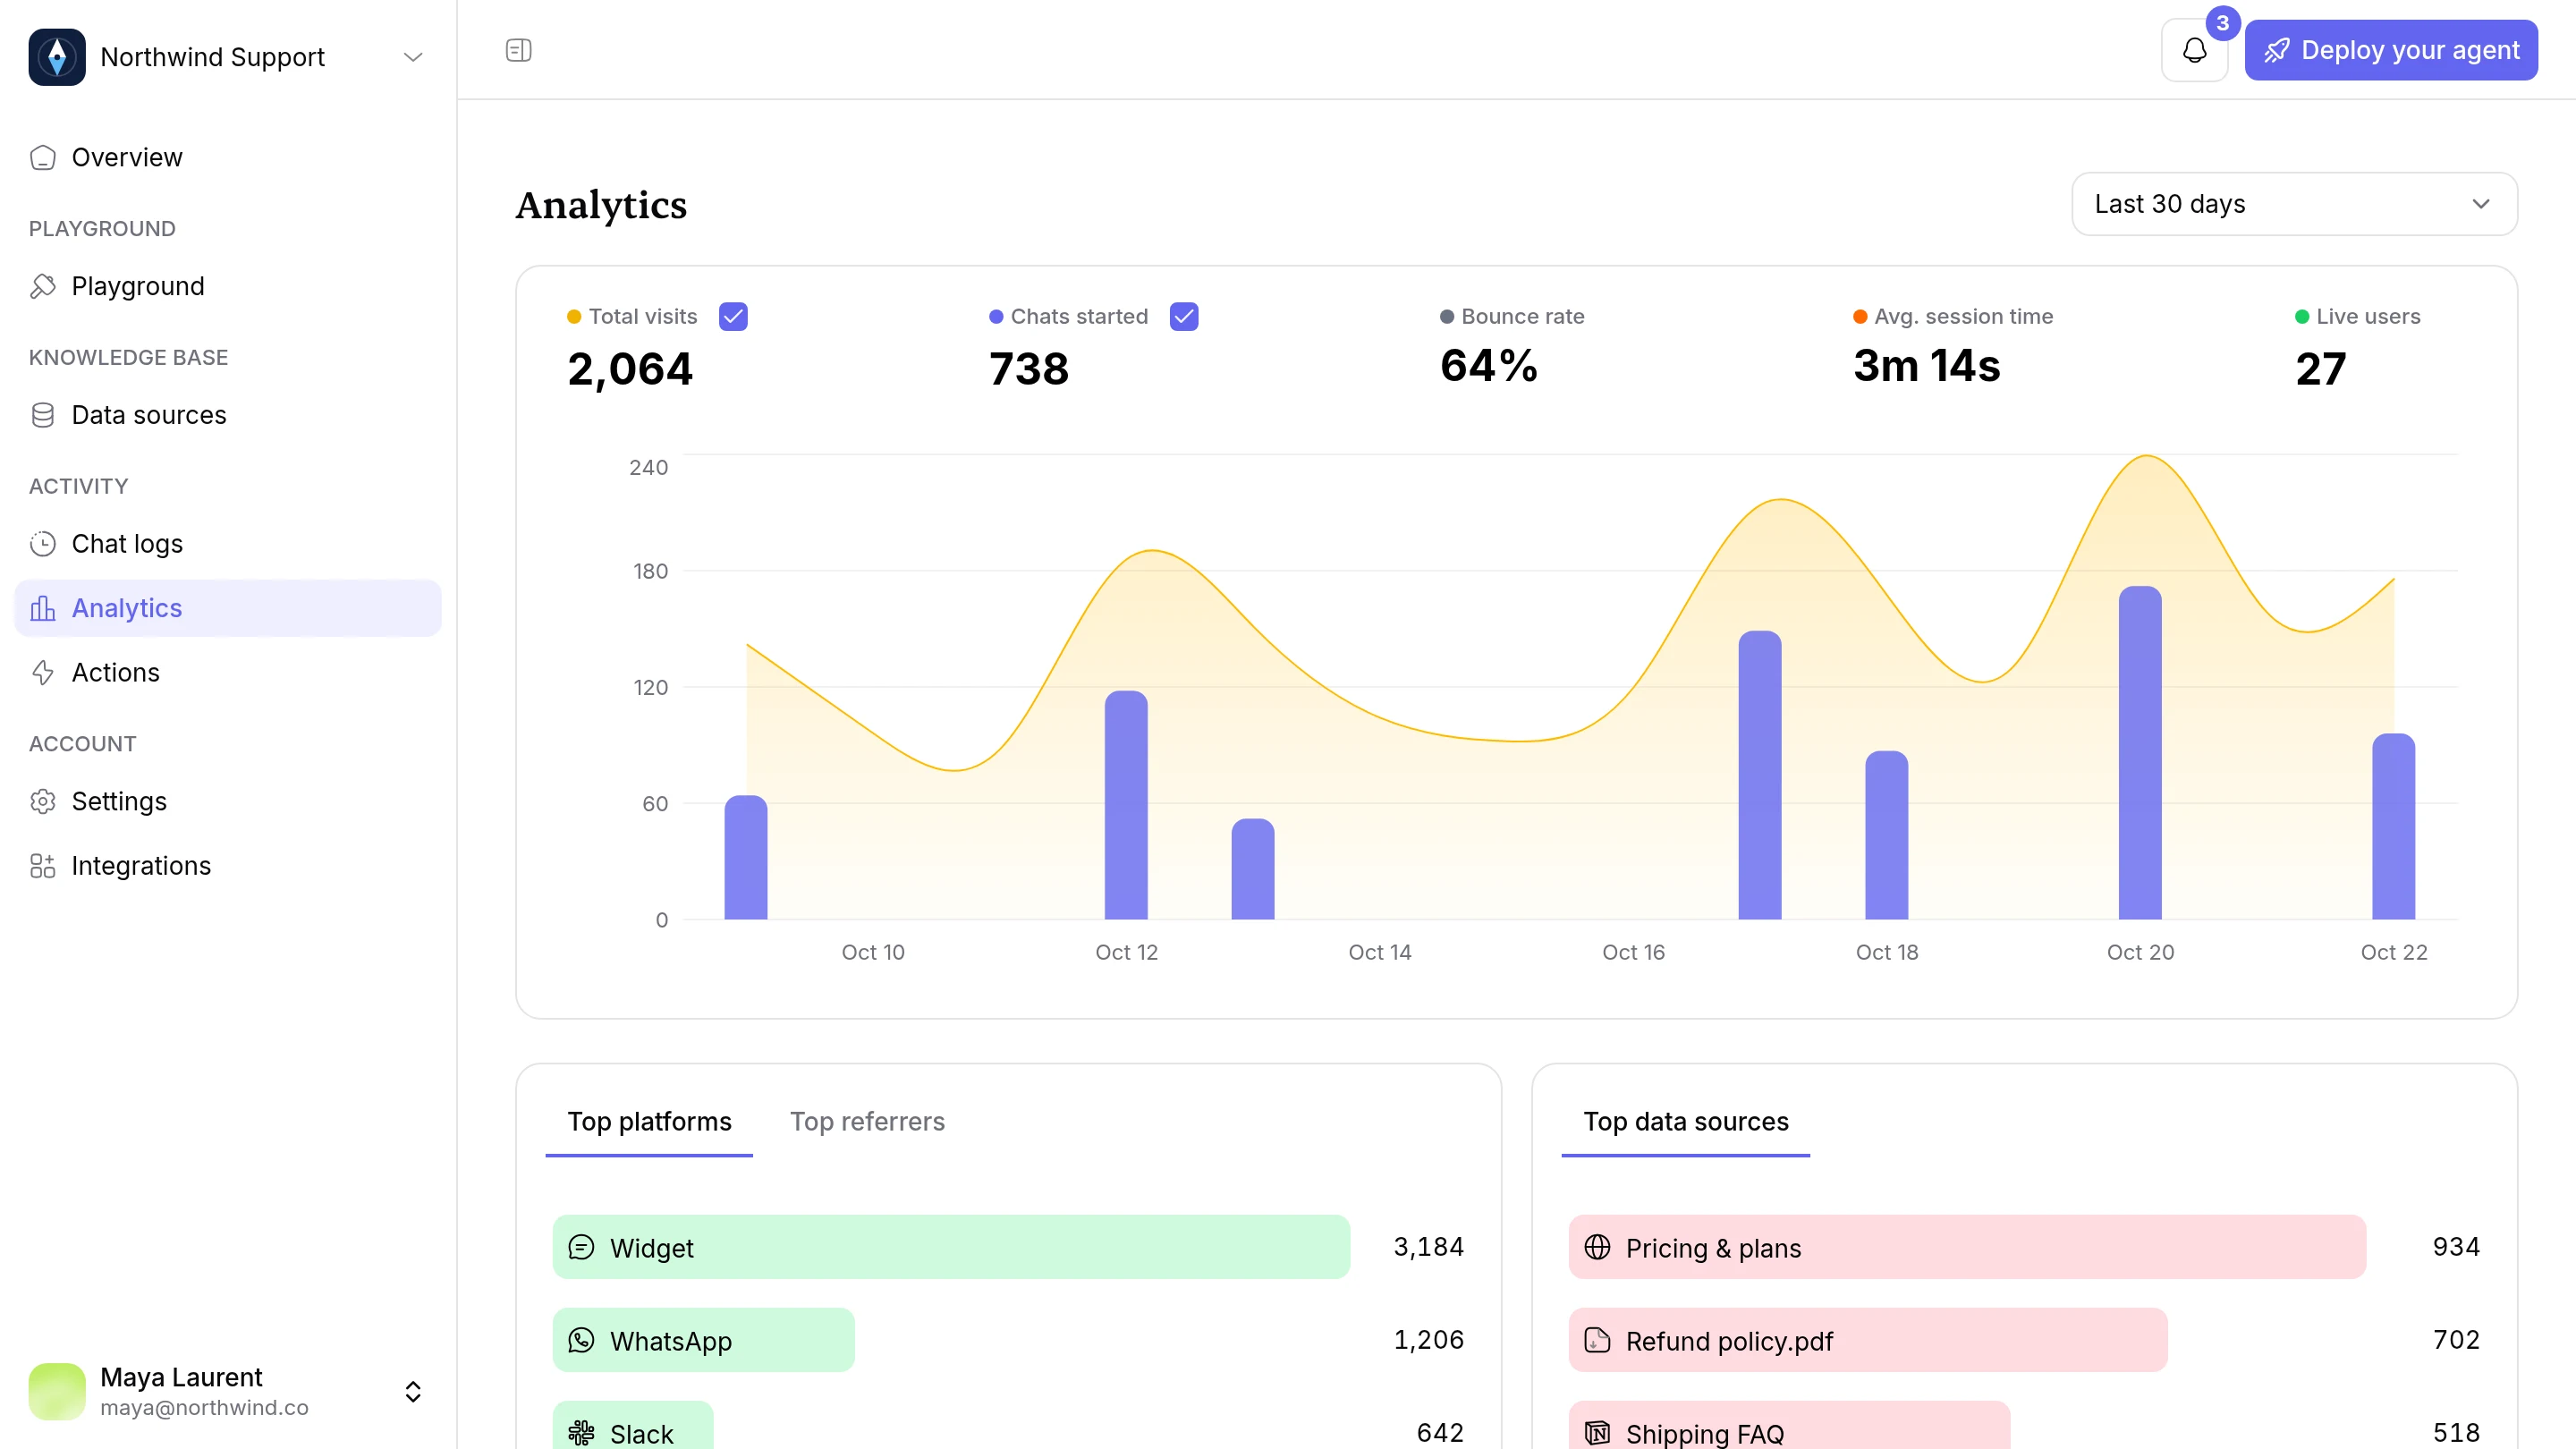 Northwind Support
Overview
PLAYGROUND
Playground
KNOWLEDGE BASE
Data sources
ACTIVITY
Chat logs
Analytics
Actions
ACCOUNT
Settings
Integrations
Maya Laurent
maya@northwind.co
3
Deploy your agent
Analytics
Last 30 days
Total visits
2,064
Chats started
738
Bounce rate
64%
Avg. session time
3m 14s
Live users
27
240
180
120
60
0
Oct 10 Oct 12 Oct 14 Oct 16 Oct 18 Oct 20 Oct 22
Top platforms Top referrers
Widget 3,184
WhatsApp 1,206
Slack 642
Top data sources
Pricing & plans 934
Refund policy.pdf 702
Shipping FAQ 518